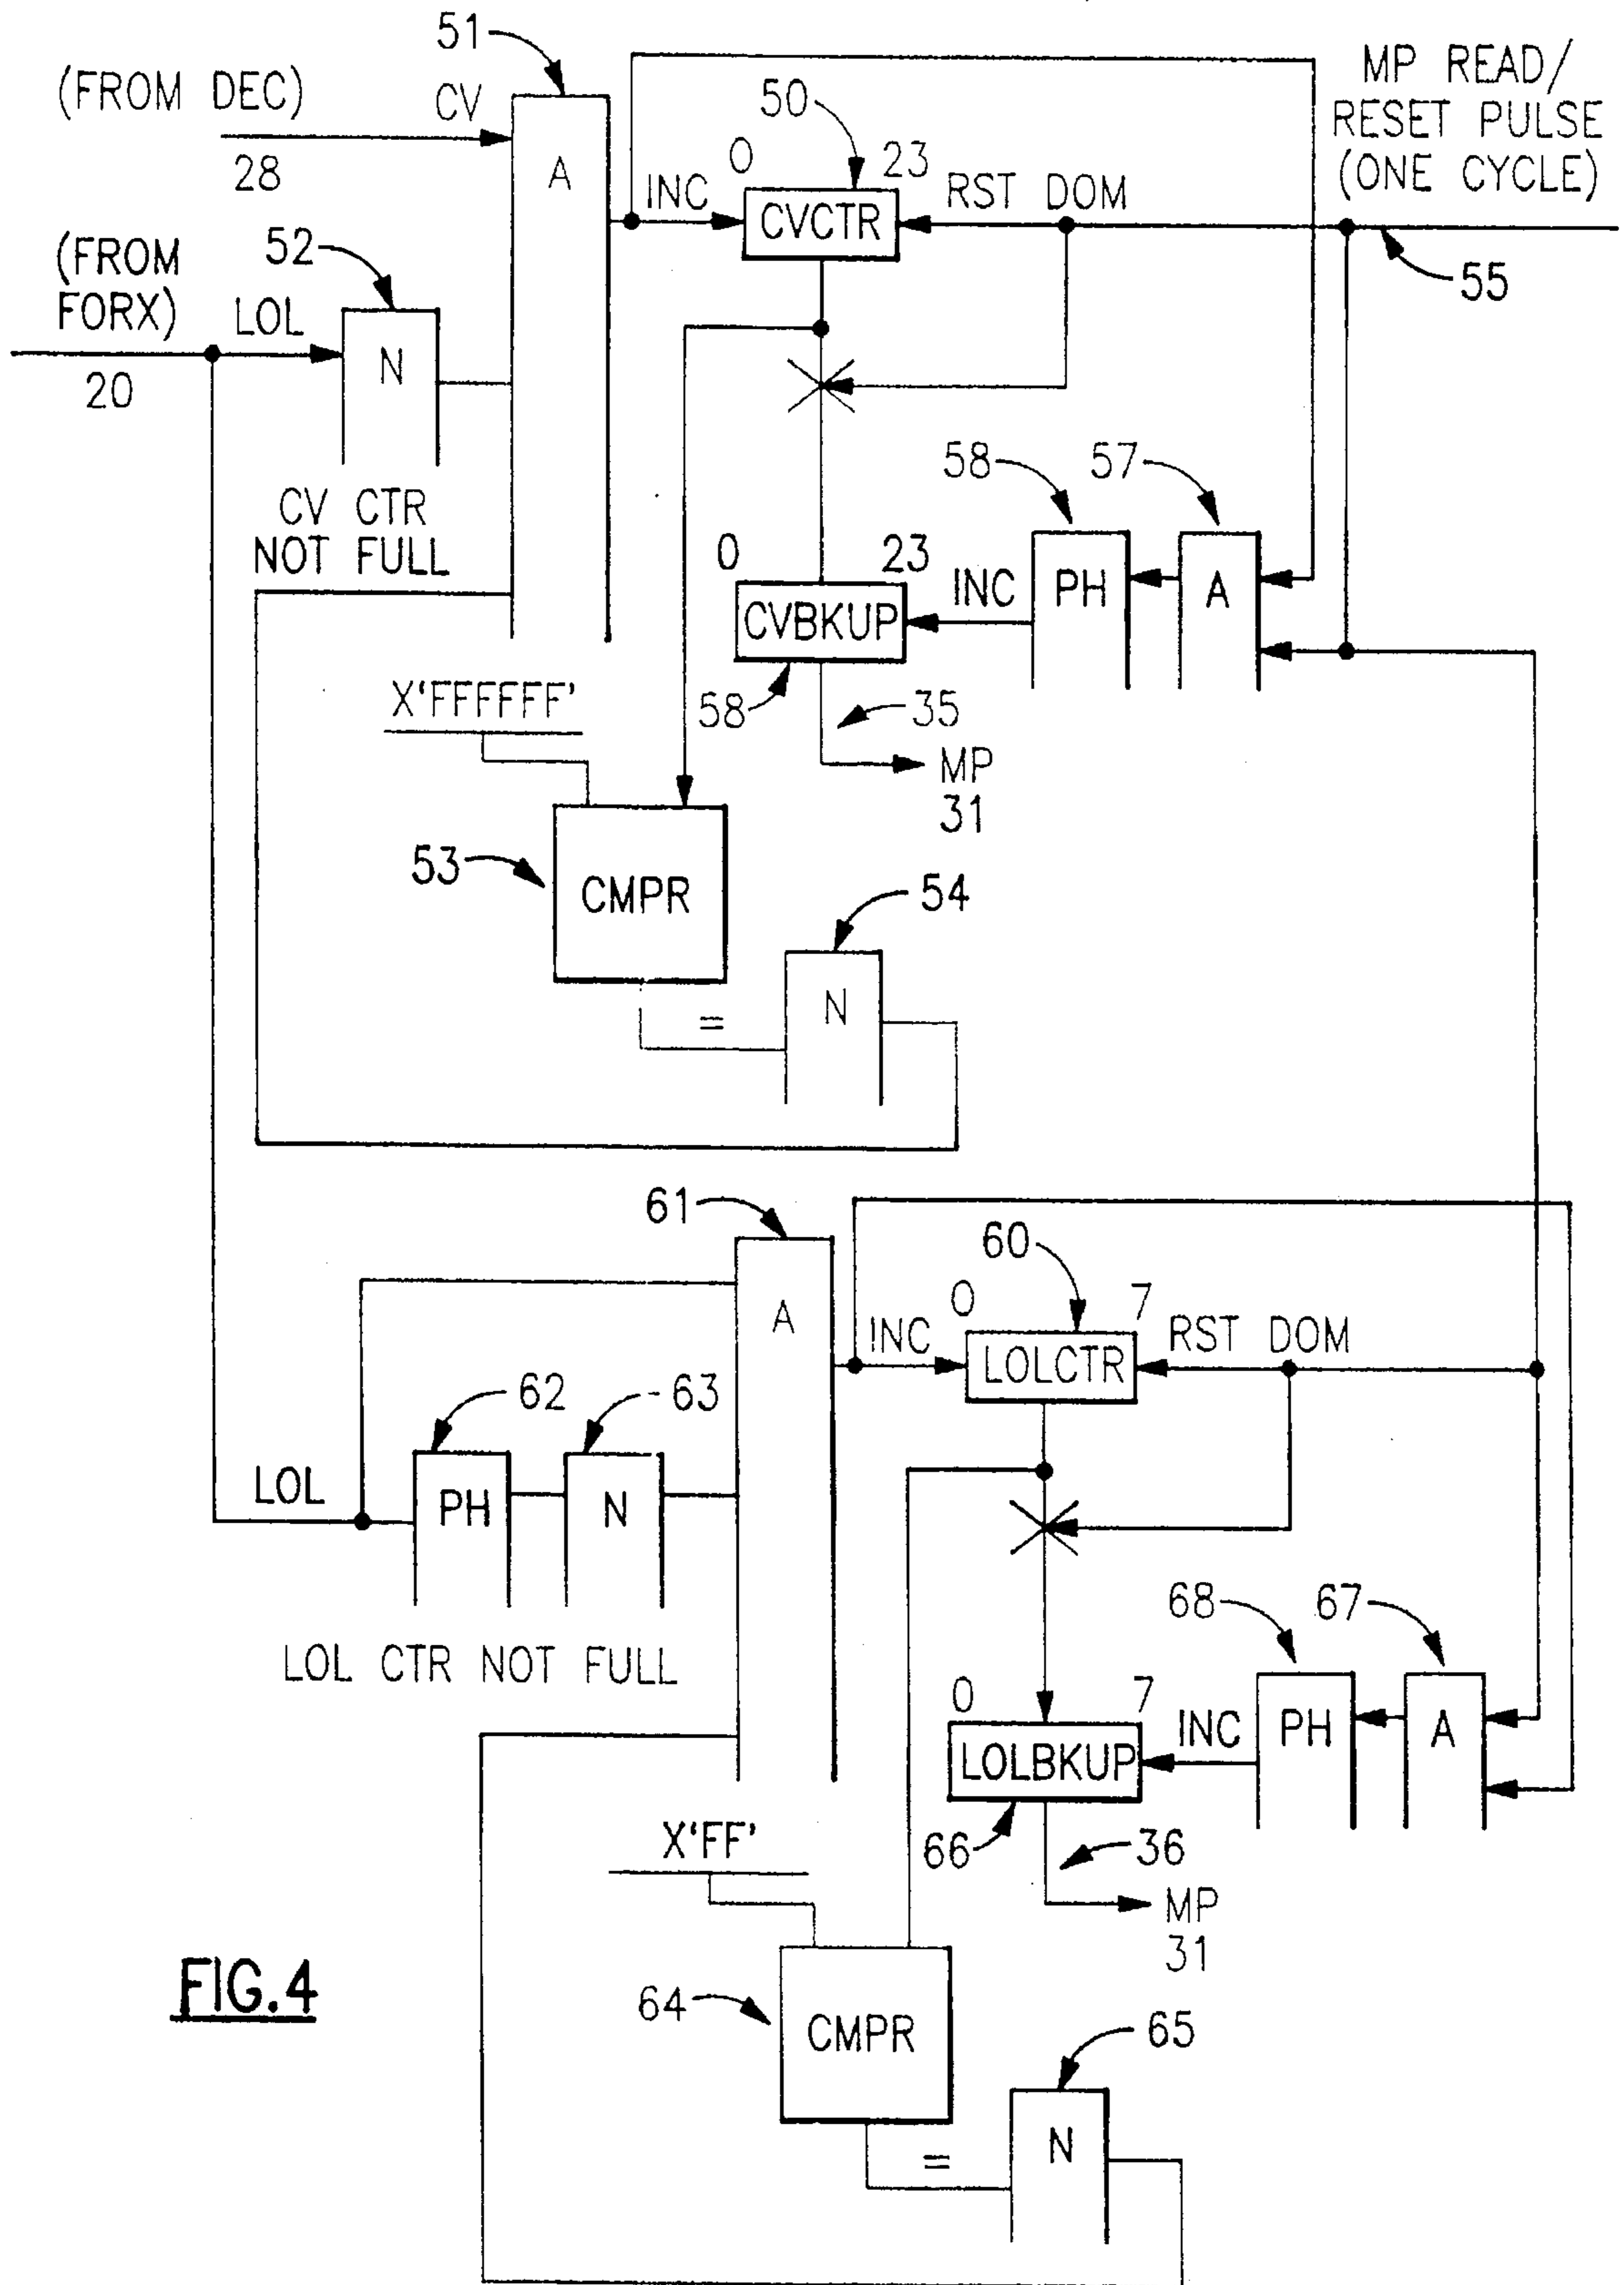 51
(FROM DEC)
CV
28
A
50
0
23
INC
CVCTR
RST DOM
MP READ/
RESET PULSE
(ONE CYCLE)
55
(FROM
FORX)
LOL
20
52
N
CV CTR
NOT FULL
58
57
0
23
CVBKUP
INC
PH
A
58
35
MP
31
X'FFFFFF'
53
CMPR
=
54
N
61
A
60
0
7
INC
LOLCTR
RST DOM
62
63
LOL
PH
N
LOL CTR NOT FULL
68
67
0
7
LOLBKUP
INC
PH
A
66
36
MP
31
X'FF'
64
CMPR
=
65
N
FIG.4